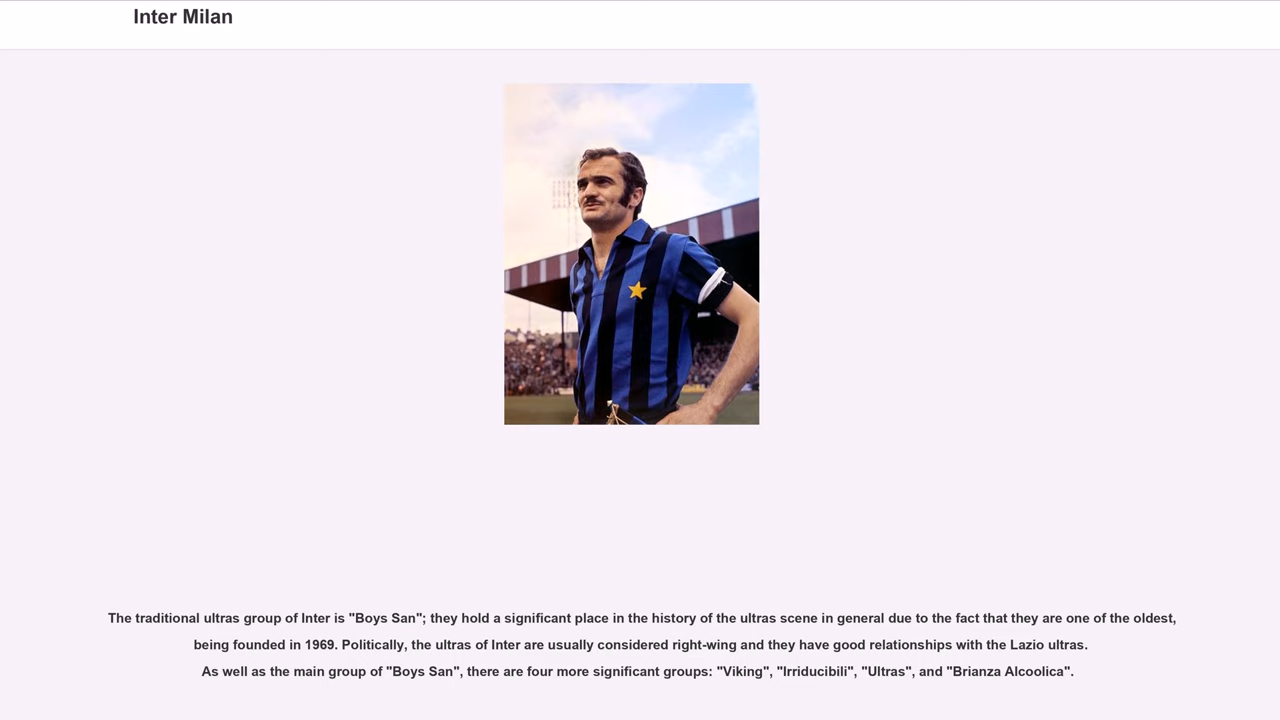 Inter Milan
The traditional ultras group of Inter is "Boys San"; they hold a significant place in the history of the ultras scene in general due to the fact that they are one of the oldest,
being founded in 1969. Politically, the ultras of Inter are usually considered right-wing and they have good relationships with the Lazio ultras.
As well as the main group of "Boys San", there are four more significant groups: "Viking", "Irriducibili", "Ultras", and "Brianza Alcoolica".